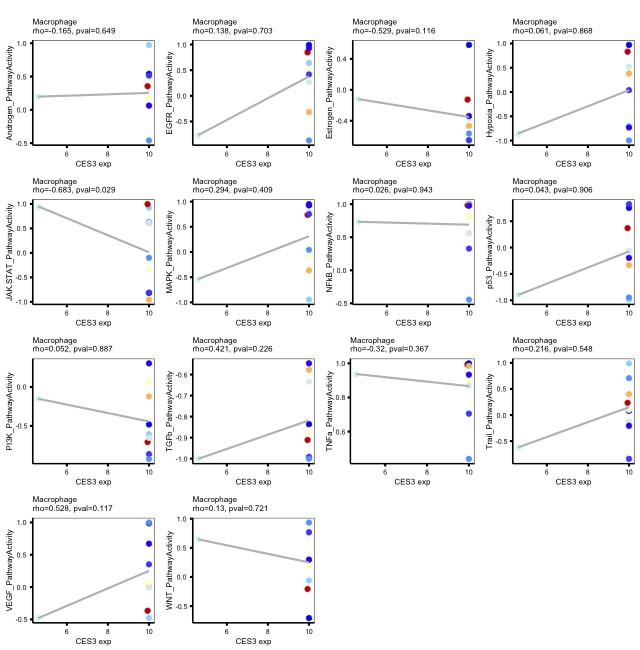 Macrophage
rho=-0.165, pval=0.649
Androgen_PathwayActivity
1.0
0.5
0.0
-0.5
6
8
10
CES3 exp
Macrophage
rho=0.138, pval=0.703
EGFR_PathwayActivity
1.0
0.5
0.0
-0.5
6
8
10
CES3 exp
Macrophage
rho=-0.529, pval=0.116
Estrogen_PathwayActivity
0.4
0.0
-0.4
6
8
10
CES3 exp
Macrophage
rho=0.061, pval=0.868
Hypoxia_PathwayActivity
1.0
0.5
0.0
-0.5
-1.0
6
8
10
CES3 exp
Macrophage
rho=-0.683, pval=0.029
JAK.STAT_PathwayActivity
1.0
0.5
0.0
-0.5
-1.0
6
8
10
CES3 exp
Macrophage
rho=0.294, pval=0.409
MAPK_PathwayActivity
1.0
0.5
0.0
-0.5
-1.0
6
8
10
CES3 exp
Macrophage
rho=0.026, pval=0.943
NFkB_PathwayActivity
1.0
0.5
0.0
-0.5
6
8
10
CES3 exp
Macrophage
rho=0.043, pval=0.906
p53_PathwayActivity
0.5
0.0
-0.5
-1.0
6
8
10
CES3 exp
Macrophage
rho=0.052, pval=0.887
PI3K_PathwayActivity
0.0
-0.5
6
8
10
CES3 exp
Macrophage
rho=0.421, pval=0.226
TGFb_PathwayActivity
-0.6
-0.7
-0.8
-0.9
-1.0
6
8
10
CES3 exp
Macrophage
rho=-0.32, pval=0.367
TNFa_PathwayActivity
1.0
0.8
0.6
6
8
10
CES3 exp
Macrophage
rho=0.216, pval=0.548
Trail_PathwayActivity
1.0
0.5
0.0
-0.5
6
8
10
CES3 exp
Macrophage
rho=0.528, pval=0.117
VEGF_PathwayActivity
1.0
0.5
0.0
-0.5
6
8
10
CES3 exp
Macrophage
rho=0.13, pval=0.721
WNT_PathwayActivity
1.0
0.5
0.0
-0.5
6
8
10
CES3 exp